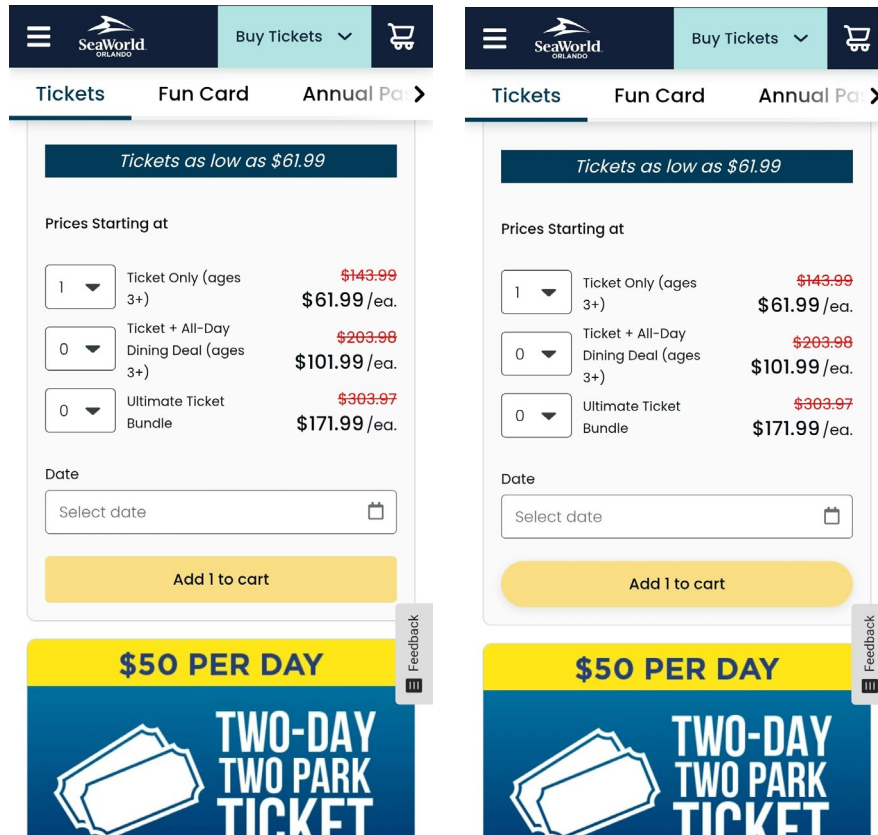 SeaWorld
ORLANDO
Buy Tickets
Tickets
Fun Card
Annual Pas
Tickets as low as $61.99
Prices Starting at
1
Ticket Only (ages
3+)
$143.99
$61.99 /ea.
0
Ticket + All-Day
Dining Deal (ages
3+)
$203.98
$101.99 /ea.
0
Ultimate Ticket
Bundle
$303.97
$171.99 /ea.
Date
Select date
Add 1 to cart
Feedback
$50 PER DAY
TWO-DAY
TWO PARK
TICKET
SeaWorld
ORLANDO
Buy Tickets
Tickets
Fun Card
Annual Pas
Tickets as low as $61.99
Prices Starting at
1
Ticket Only (ages
3+)
$143.99
$61.99 /ea.
0
Ticket + All-Day
Dining Deal (ages
3+)
$203.98
$101.99 /ea.
0
Ultimate Ticket
Bundle
$303.97
$171.99 /ea.
Date
Select date
Add 1 to cart
Feedback
$50 PER DAY
TWO-DAY
TWO PARK
TICKET